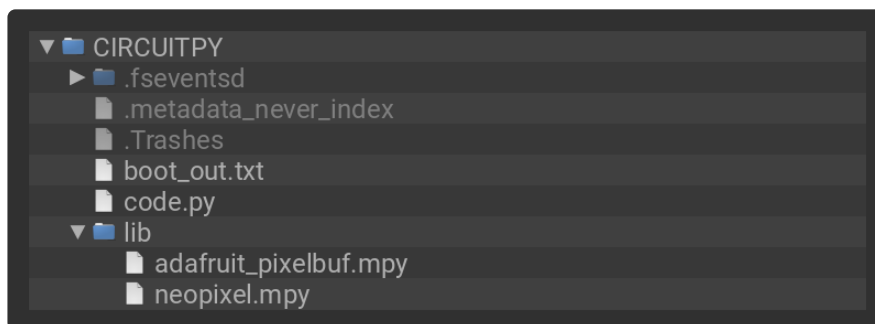 CIRCUITPY
.fseventsd
.metadata_never_index
.Trashes
boot_out.txt
code.py
lib
adafruit_pixelbuf.mpy
neopixel.mpy